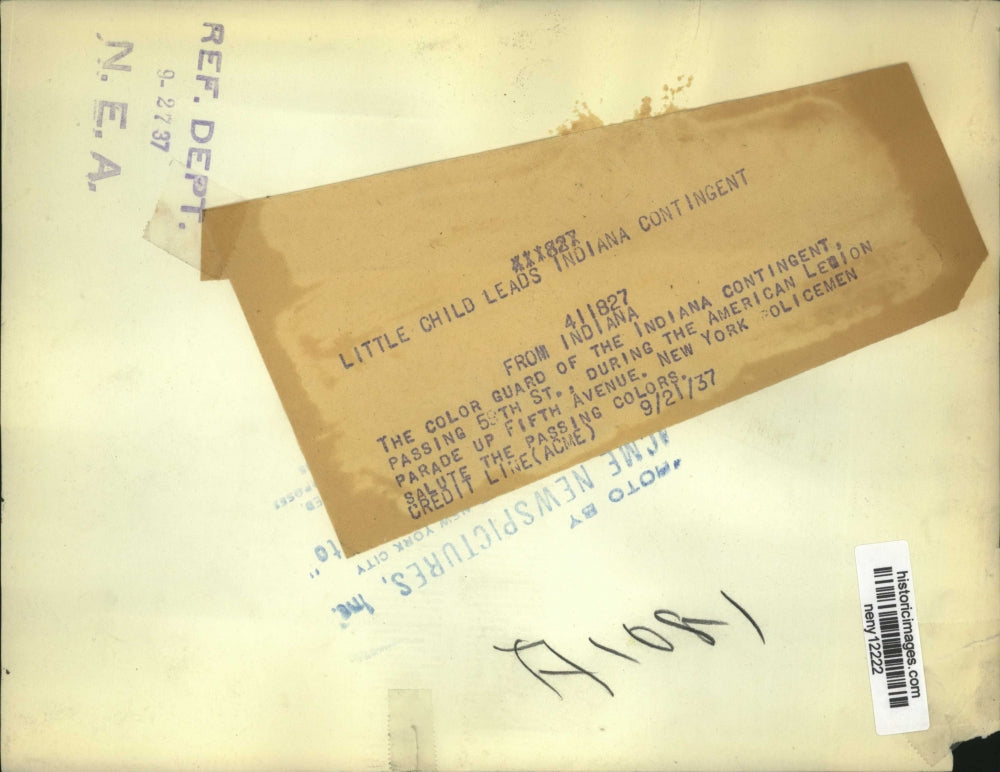 REF. DEPT.
9-27 37
N. E. A.
XXX827
LITTLE CHILD LEADS INDIANA CONTINGENT
411827
FROM INDIANA
THE COLOR GUARD OF THE INDIANA CONTINGENT,
PASSING ST., DURING THE AMERICAN LEGION
PARADE UP FIFTH AVENUE. NEW YORK POLICEMEN
SALUTE THE PASSING COLORS.
CREDIT LINE(ACME) 9/21/37
PHOTO BY
ACME NEWSPICTURES, Inc.
NEW YORK CITY
historicimages.com
neny12222